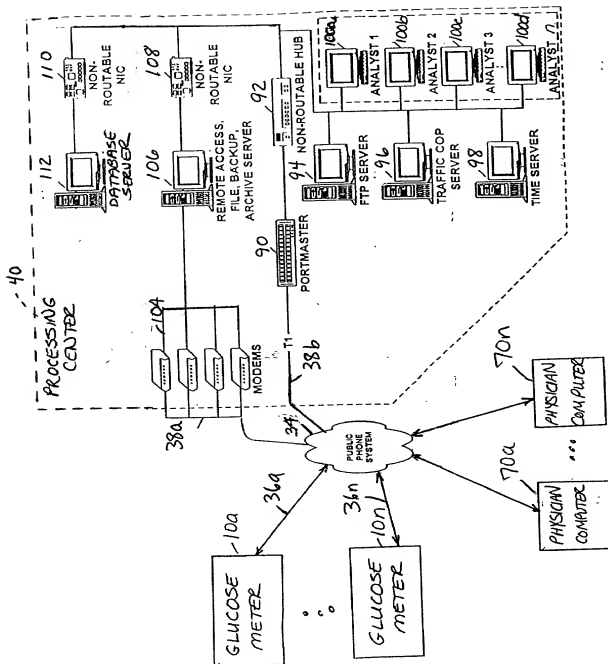 40
PROCESSING
CENTER
112
DATABASE
SERVER
110
NON-
ROUTABLE
NIC
106
REMOTE ACCESS,
FILE, BACKUP,
ARCHIVE SERVER
108
NON-
ROUTABLE
NIC
104
MODEMS
38a
T1
38b
90
PORTMASTER
92
NON-ROUTABLE HUB
94
FTP SERVER
96
TRAFFIC COP
SERVER
98
TIME SERVER
100a
ANALYST 1
100b
ANALYST 2
100c
ANALYST 3
100d
ANALYST n
34
PUBLIC
PHONE
SYSTEM
36a
36n
10a
GLUCOSE
METER
10n
GLUCOSE
METER
70a
PHYSICIAN
COMPUTER
70n
PHYSICIAN
COMPUTER